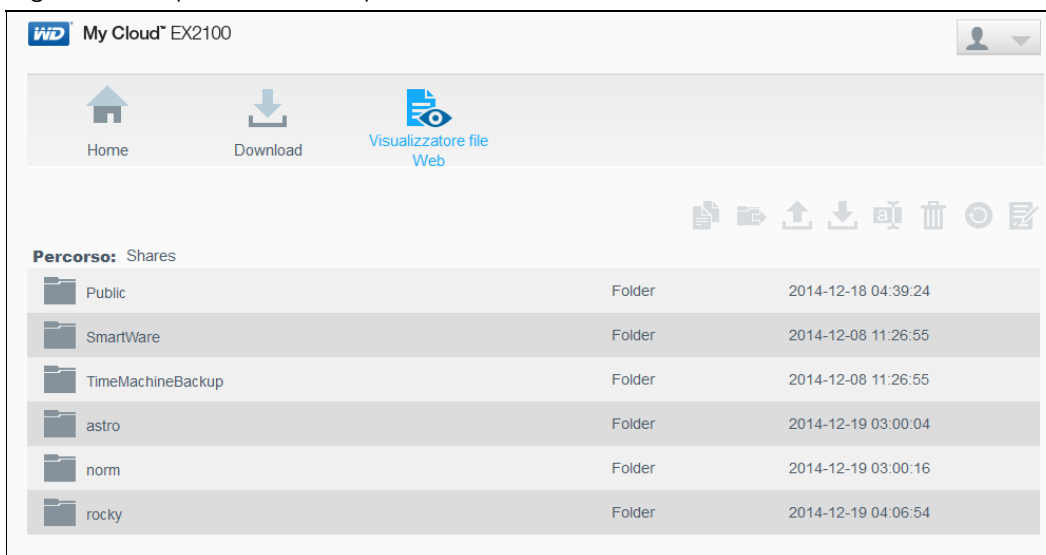 WD My Cloud™ EX2100
Home
Download
Visualizzatore file
Web
Percorso: Shares
Public Folder 2014-12-18 04:39:24
SmartWare Folder 2014-12-08 11:26:55
TimeMachineBackup Folder 2014-12-08 11:26:55
astro Folder 2014-12-19 03:00:04
norm Folder 2014-12-19 03:00:16
rocky Folder 2014-12-19 04:06:54